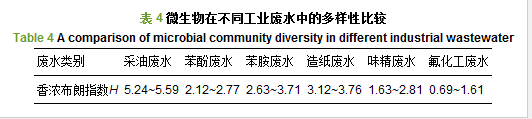 表 4 微生物在不同工业废水中的多样性比较
Table 4 A comparison of microbial community diversity in different industrial wastewater
废水类别 采油废水 苯酚废水 苯胺废水 造纸废水 味精废水 氟化工废水
香浓布朗指数H 5.24~5.59 2.12~2.77 2.63~3.71 3.12~3.76 1.63~2.81 0.69~1.61